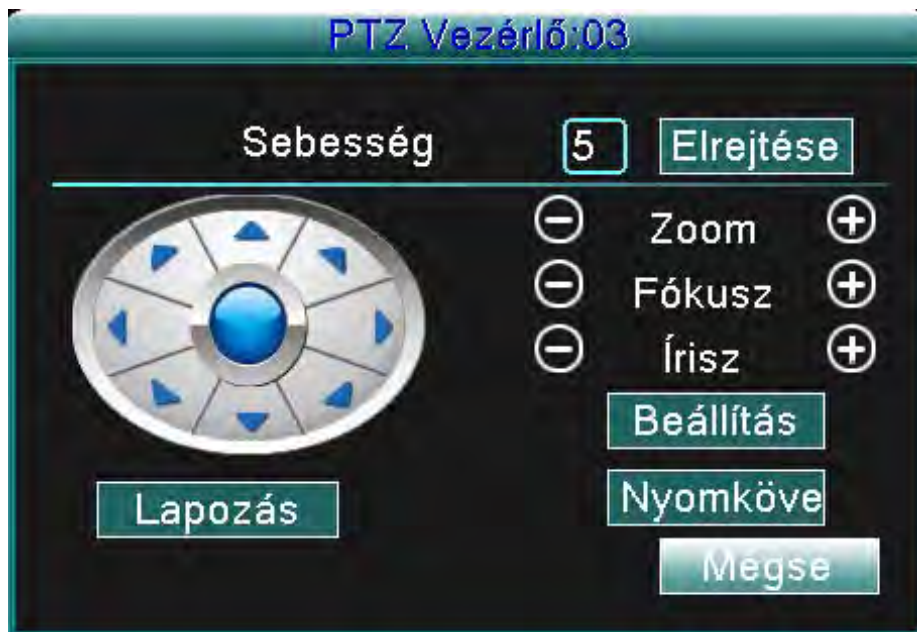 PTZ Vezérlő:03
Sebesség 5 Elrejtése
Zoom
Fókusz
Írisz
Beállítás
Lapozás
Nyomköve
Mégse